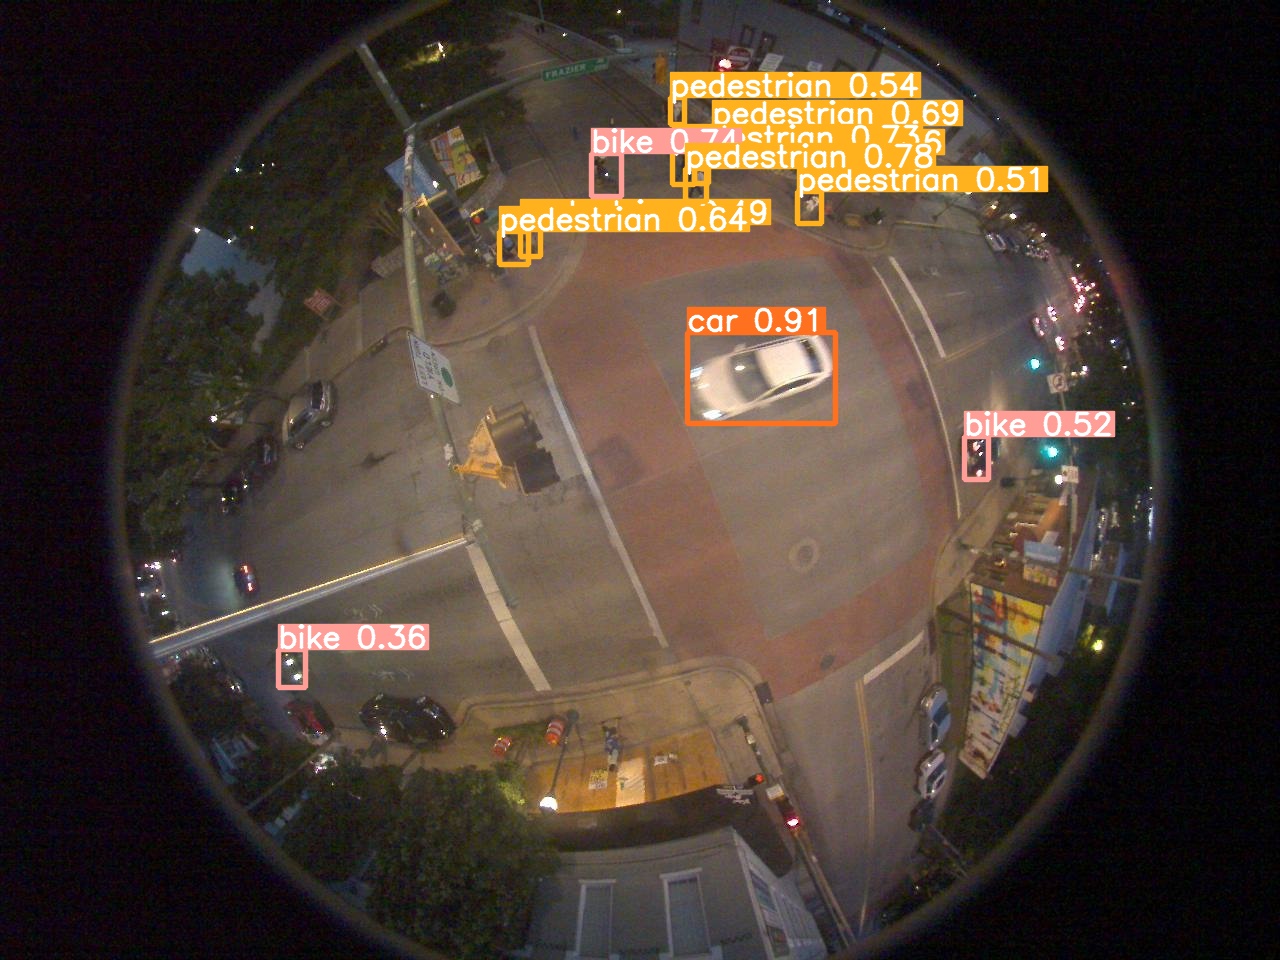 FRAZIER
pedestrian 0.54
pedestrian 0.69
bike 0.74
pedestrian 0.78
pedestrian 0.51
pedestrian 0.64
car 0.91
bike 0.52
bike 0.36